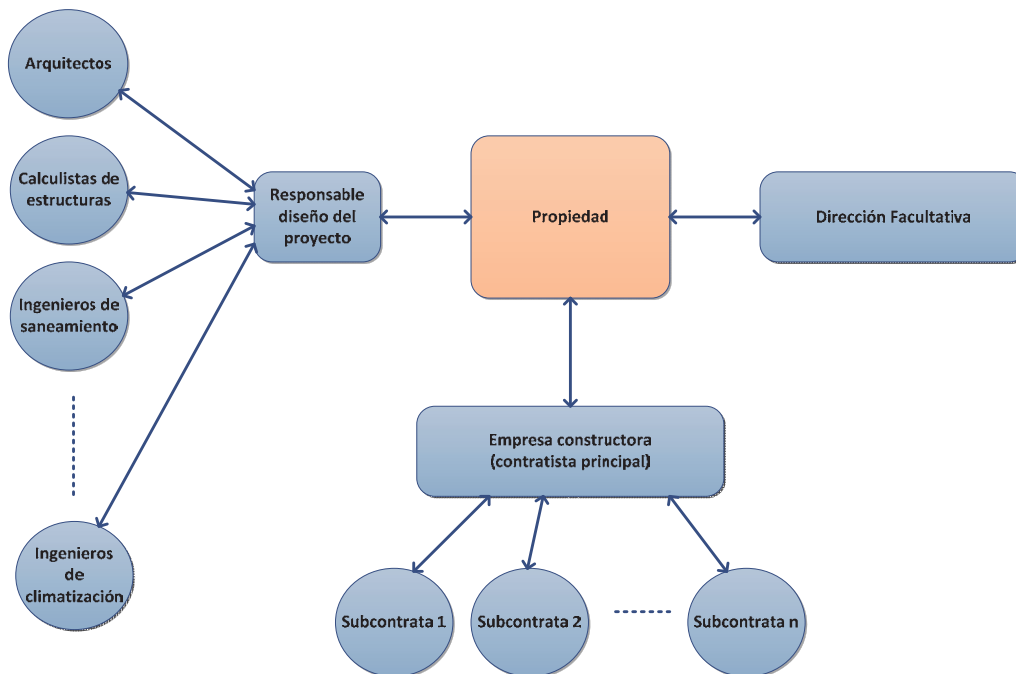 Arquitectos
Calculistas de
estructuras
Ingenieros de
saneamiento
Ingenieros
de
climatización
Responsable
diseño del
proyecto
Propiedad
Dirección Facultativa
Empresa constructora
(contratista principal)
Subcontrata 1
Subcontrata 2
Subcontrata n